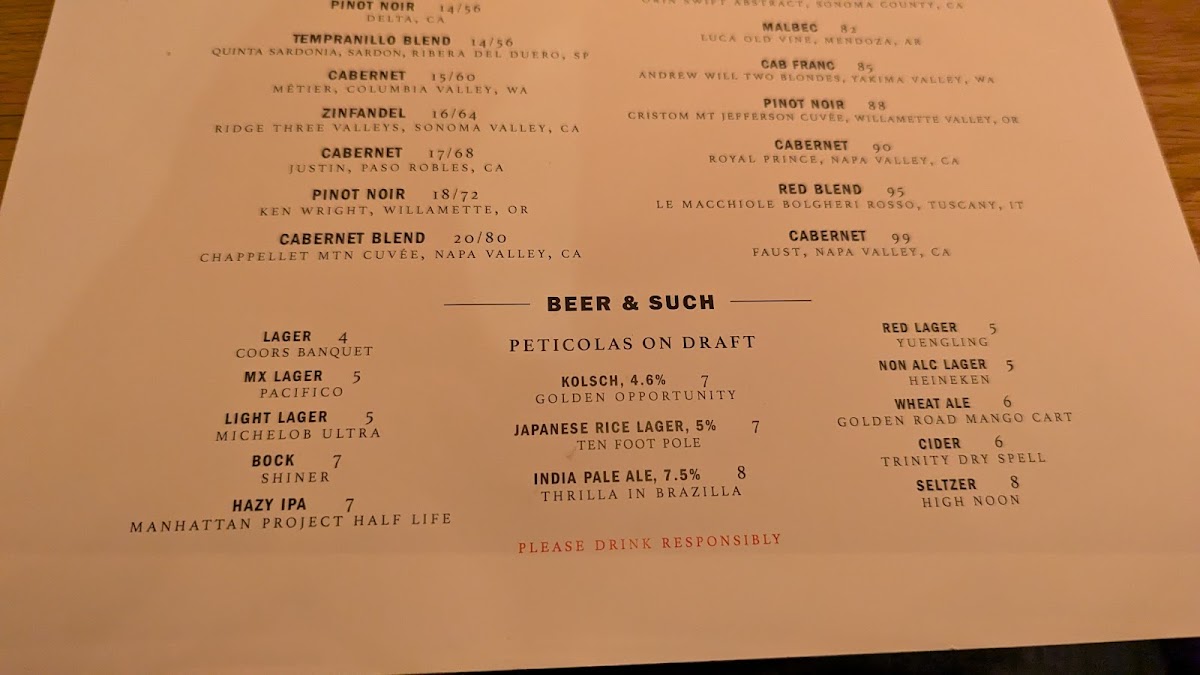 PINOT NOIR 14/56
DELTA, CA
TEMPRANILLO BLEND 14/56
QUINTA SARDONIA, SARDON, RIBERA DEL DUERO, SP
CABERNET 15/60
MÉTIER, COLUMBIA VALLEY, WA
ZINFANDEL 16/64
RIDGE THREE VALLEYS, SONOMA VALLEY, CA
CABERNET 17/68
JUSTIN, PASO ROBLES, CA
PINOT NOIR 18/72
KEN WRIGHT, WILLAMETTE, OR
CABERNET BLEND 20/80
CHAPPELLET MTN CUVÉE, NAPA VALLEY, CA
ORIN SWIFT ABSTRACT, SONOMA COUNTY, CA
MALBEC 82
LUCA OLD VINE, MENDOZA, AR
CAB FRANC 85
ANDREW WILL TWO BLONDES, YAKIMA VALLEY, WA
PINOT NOIR 88
CRISTOM MT JEFFERSON CUVÉE, WILLAMETTE VALLEY, OR
CABERNET 90
ROYAL PRINCE, NAPA VALLEY, CA
RED BLEND 95
LE MACCHIOLE BOLGHERI ROSSO, TUSCANY, IT
CABERNET 99
FAUST, NAPA VALLEY, CA
BEER & SUCH
LAGER 4
COORS BANQUET
MX LAGER 5
PACIFICO
LIGHT LAGER 5
MICHELOB ULTRA
BOCK 7
SHINER
HAZY IPA 7
MANHATTAN PROJECT HALF LIFE
PETICOLAS ON DRAFT
KOLSCH, 4.6% 7
GOLDEN OPPORTUNITY
JAPANESE RICE LAGER, 5% 7
TEN FOOT POLE
INDIA PALE ALE, 7.5% 8
THRILLA IN BRAZILLA
RED LAGER 5
YUENGLING
NON ALC LAGER 5
HEINEKEN
WHEAT ALE 6
GOLDEN ROAD MANGO CART
CIDER 6
TRINITY DRY SPELL
SELTZER 8
HIGH NOON
PLEASE DRINK RESPONSIBLY